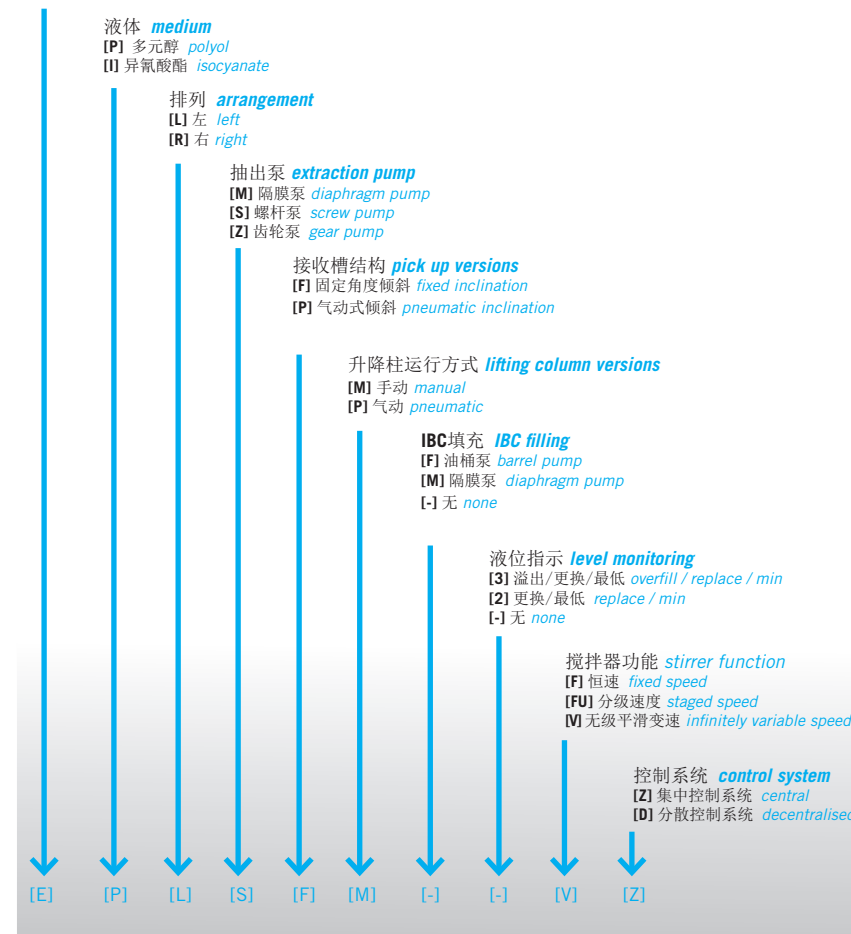 液体 medium
[P] 多元醇 polyol
[I] 异氰酸酯 isocyanate
排列 arrangement
[L] 左 left
[R] 右 right
抽出泵 extraction pump
[M] 隔膜泵 diaphragm pump
[S] 螺杆泵 screw pump
[Z] 齿轮泵 gear pump
接收槽结构 pick up versions
[F] 固定角度倾斜 fixed inclination
[P] 气动式倾斜 pneumatic inclination
升降柱运行方式 lifting column versions
[M] 手动 manual
[P] 气动 pneumatic
IBC填充 IBC filling
[F] 油桶泵 barrel pump
[M] 隔膜泵 diaphragm pump
[-] 无 none
液位指示 level monitoring
[3] 溢出/更换/最低 overfill / replace / min
[2] 更换/最低 replace / min
[-] 无 none
搅拌器功能 stirrer function
[F] 恒速 fixed speed
[FU] 分级速度 staged speed
[V] 无级平滑变速 infinitely variable speed
控制系统 control system
[Z] 集中控制系统 central
[D] 分散控制系统 decentralised
[E] [P] [L] [S] [F] [M] [-] [-] [V] [Z]